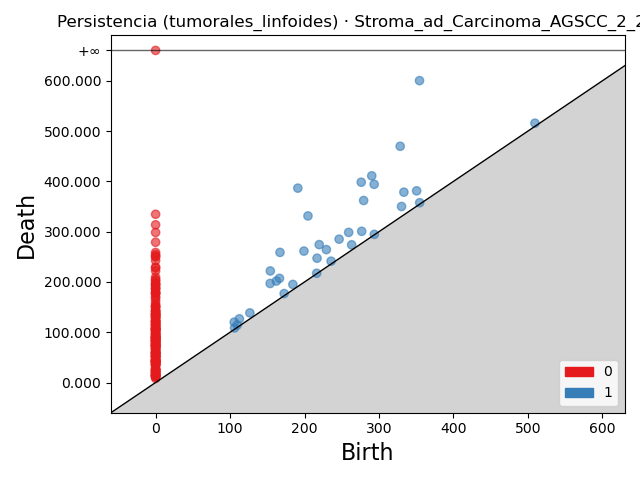 Persistencia (tumorales_linfoides) · Stroma_ad_Carcinoma_AGSCC_2_2
+∞
600.000
500.000
400.000
300.000
200.000
100.000
0.000
Death
0
1
0 100 200 300 400 500 600
Birth